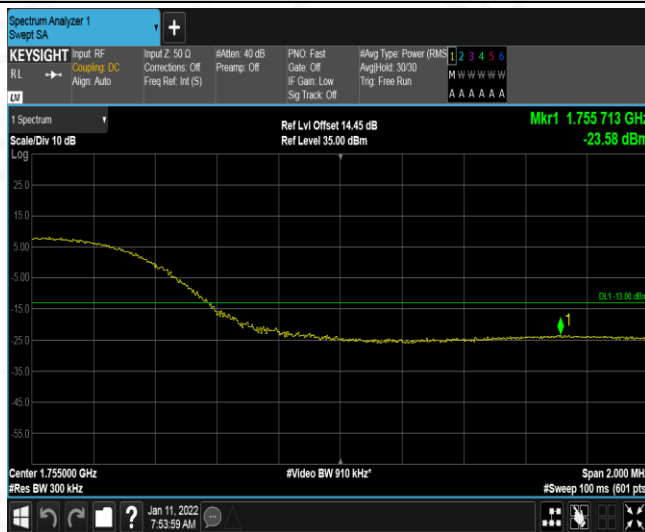 Spectrum Analyzer 1
Swept SA
+
KEYSIGHT
RL
LXI
Input: RF
Coupling: DC
Align: Auto
Input Z: 50 Ω
Corrections: Off
Freq Ref: Int (S)
#Atten: 40 dB
Preamp: Off
PNO: Fast
Gate: Off
IF Gain: Low
Sig Track: Off
#Avg Type: Power (RMS
Avg|Hold: 30/30
Trig: Free Run
1 2 3 4 5 6
M W W W W W
A A A A A A
1 Spectrum
Scale/Div 10 dB
Log
Ref Lvl Offset 14.45 dB
Ref Level 35.00 dBm
Mkr1 1.755 713 GHz
-23.58 dBm
25.0
15.0
5.00
-5.00
-15.0
-25.0
-35.0
-45.0
-55.0
DL1 -13.00 dBm
1
Center 1.755000 GHz
#Res BW 300 kHz
#Video BW 910 kHz*
Span 2.000 MHz
#Sweep 100 ms (601 pts)
?
Jan 11, 2022
7:53:59 AM